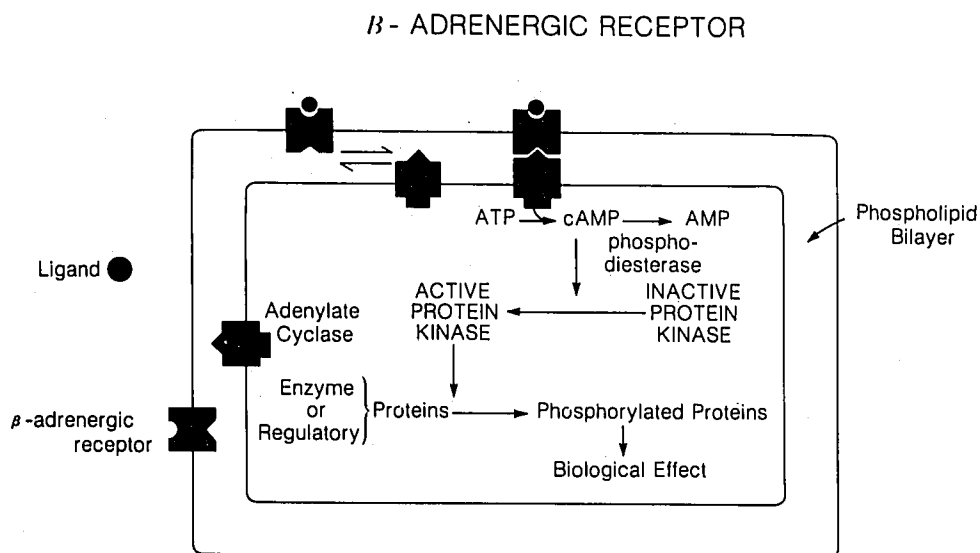 B - ADRENERGIC RECEPTOR
ATP cAMP AMP
phospho-
diesterase
Phospholipid
Bilayer
Ligand
ACTIVE
PROTEIN
KINASE
INACTIVE
PROTEIN
KINASE
Adenylate
Cyclase
β-adrenergic
receptor
Enzyme
or
Regulatory
Proteins
Phosphorylated Proteins
Biological Effect